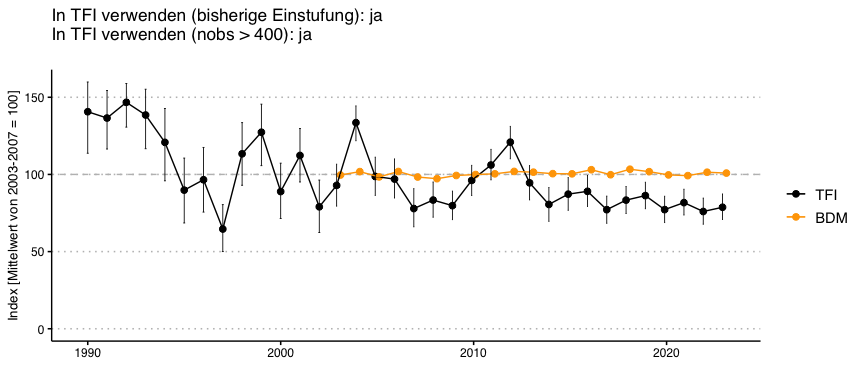 In TFI verwenden (bisherige Einstufung): ja
In TFI verwenden (nobs > 400): ja
Index [Mittelwert von 2003-2007 = 100]
150
100
50
0
1990
2000
2010
2020
TFI
BDM